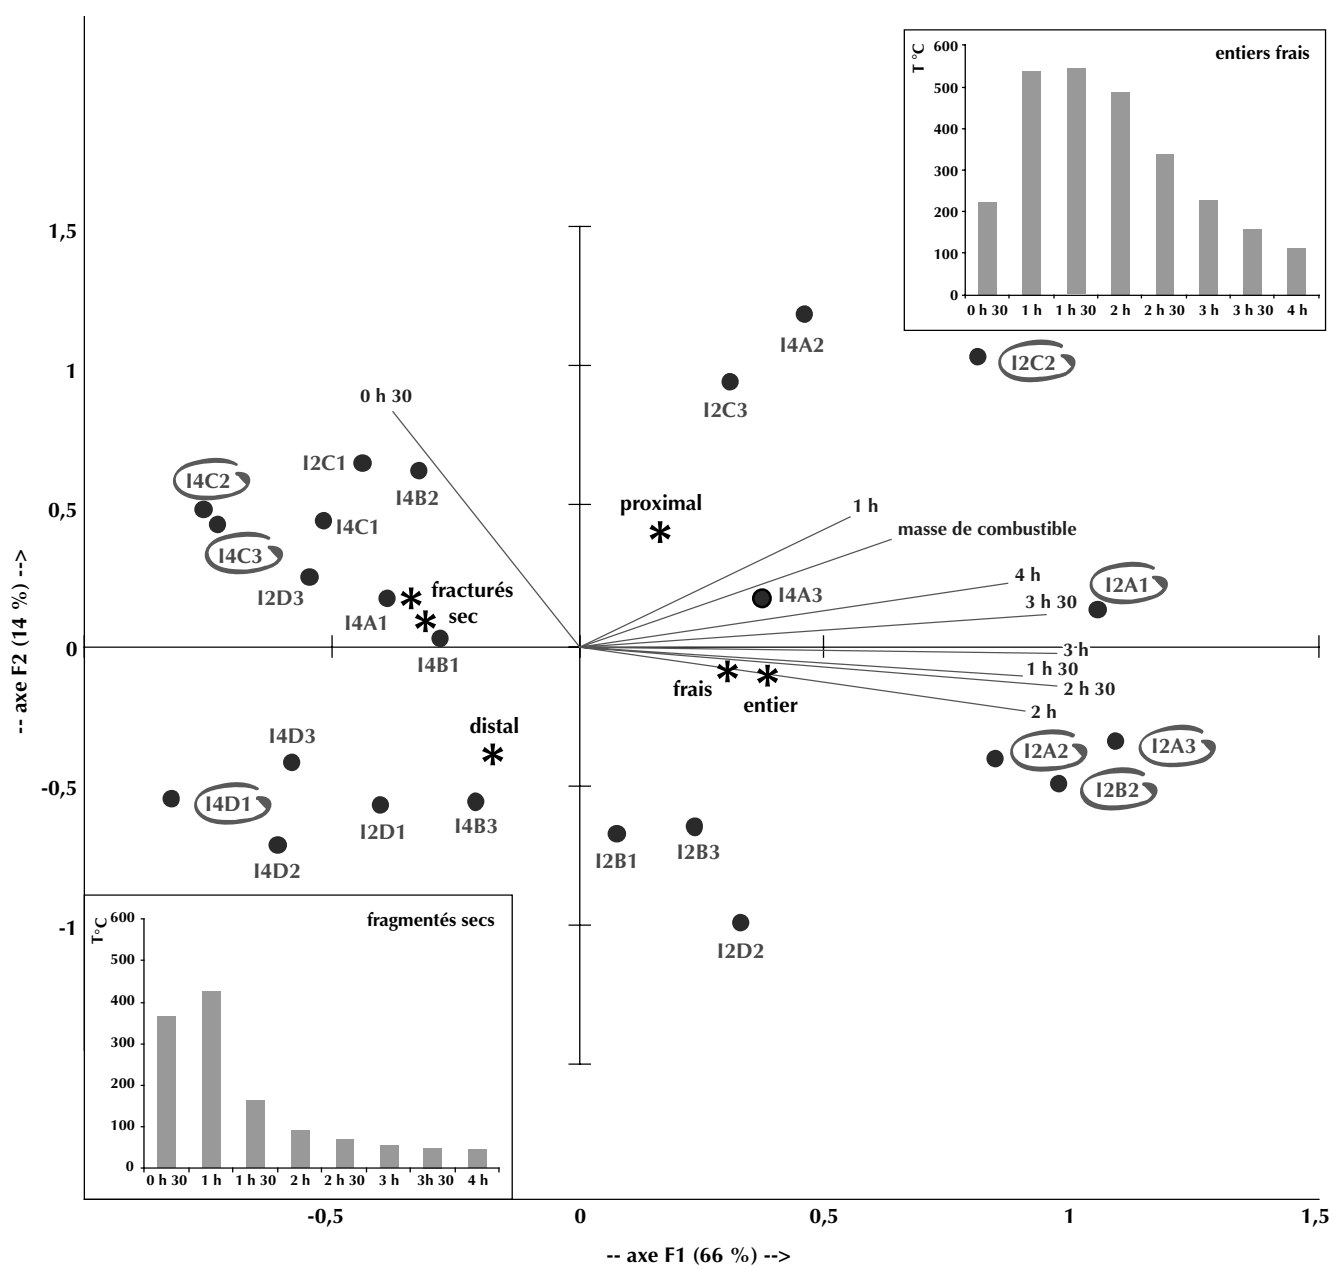 entiers frais
T °C
600
500
400
300
200
100
0
0 h 30 1 h 1 h 30 2 h 2 h 30 3 h 3 h 30 4 h
1,5
1
0,5
0
-0,5
-1
-- axe F2 (14 %) -->
I4A2
I2C2
I2C3
0 h 30
I2C1
I4C2
I4B2
proximal
1 h
I4C1
masse de combustible
I4C3
4 h
I2A1
I2D3
fracturés
I4A3
3 h 30
sec
I4A1
3 h
I4B1
1 h 30
frais
2 h 30
entier
2 h
distal
I4D3
I2A2
I2A3
I2B2
I4D1
I2D1
I4B3
I2B1
I2B3
I4D2
I2D2
fragmentés secs
T°C
600
500
400
300
200
100
0
0 h 30 1 h 1 h 30 2 h 2 h 30 3 h 3h 30 4 h
-0,5 0 0,5 1 1,5
-- axe F1 (66 %) -->